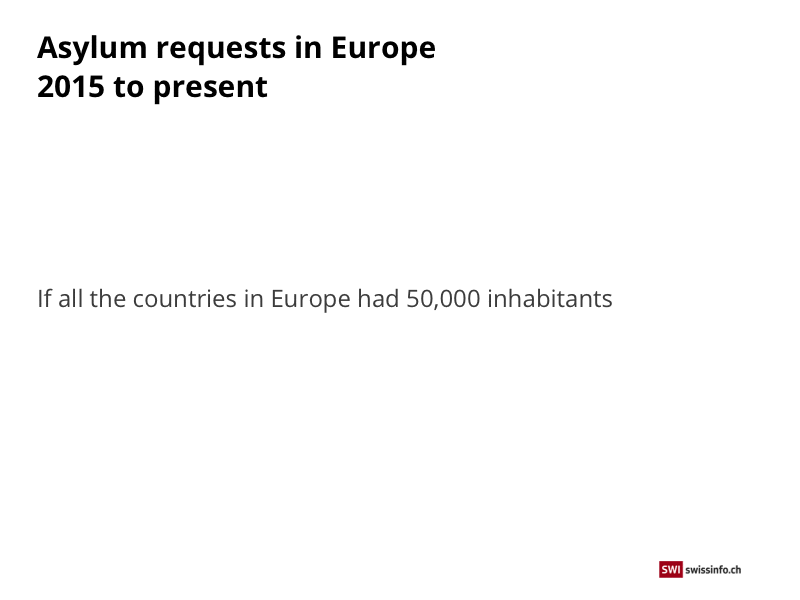 Asylum requests in Europe
2015 to present
If all the countries in Europe had 50,000 inhabitants
SWI swissinfo.ch